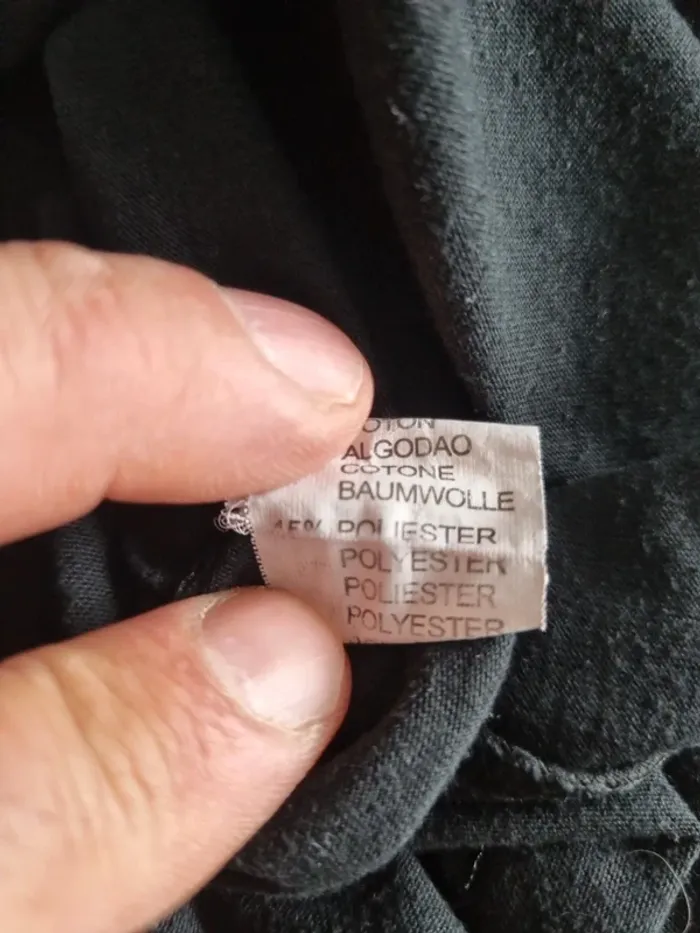 ALGODAO
COTONE
BAUMWOLLE
POLIESTER
POLYESTER
POLIESTER
POLYESTER